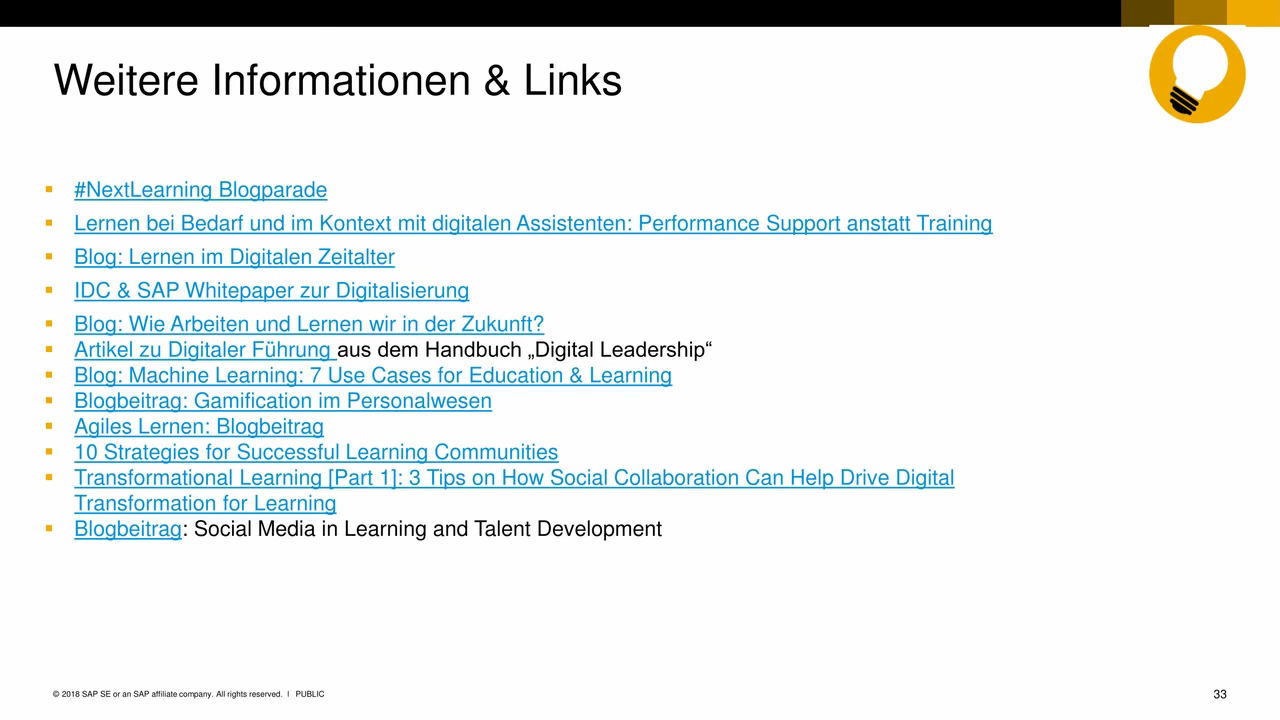 Weitere Informationen & Links
▪ #NextLearning Blogparade
▪ Lernen bei Bedarf und im Kontext mit digitalen Assistenten: Performance Support anstatt Training
▪ Blog: Lernen im Digitalen Zeitalter
▪ IDC & SAP Whitepaper zur Digitalisierung
▪ Blog: Wie Arbeiten und Lernen wir in der Zukunft?
▪ Artikel zu Digitaler Führung aus dem Handbuch „Digital Leadership“
▪ Blog: Machine Learning: 7 Use Cases for Education & Learning
▪ Blogbeitrag: Gamification im Personalwesen
▪ Agiles Lernen: Blogbeitrag
▪ 10 Strategies for Successful Learning Communities
▪ Transformational Learning [Part 1]: 3 Tips on How Social Collaboration Can Help Drive Digital
Transformation for Learning
▪ Blogbeitrag: Social Media in Learning and Talent Development
© 2018 SAP SE or an SAP affiliate company. All rights reserved. | PUBLIC
33